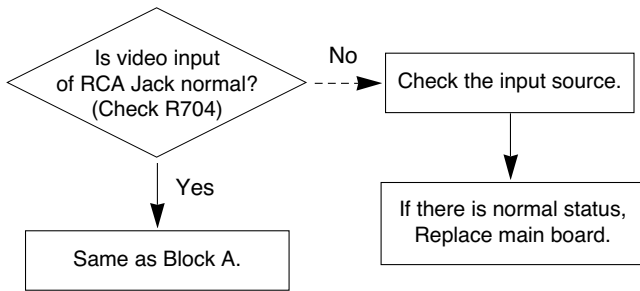 Is video input
of RCA Jack normal?
(Check R704)
No
Check the input source.
If there is normal status,
Replace main board.
Yes
Same as Block A.